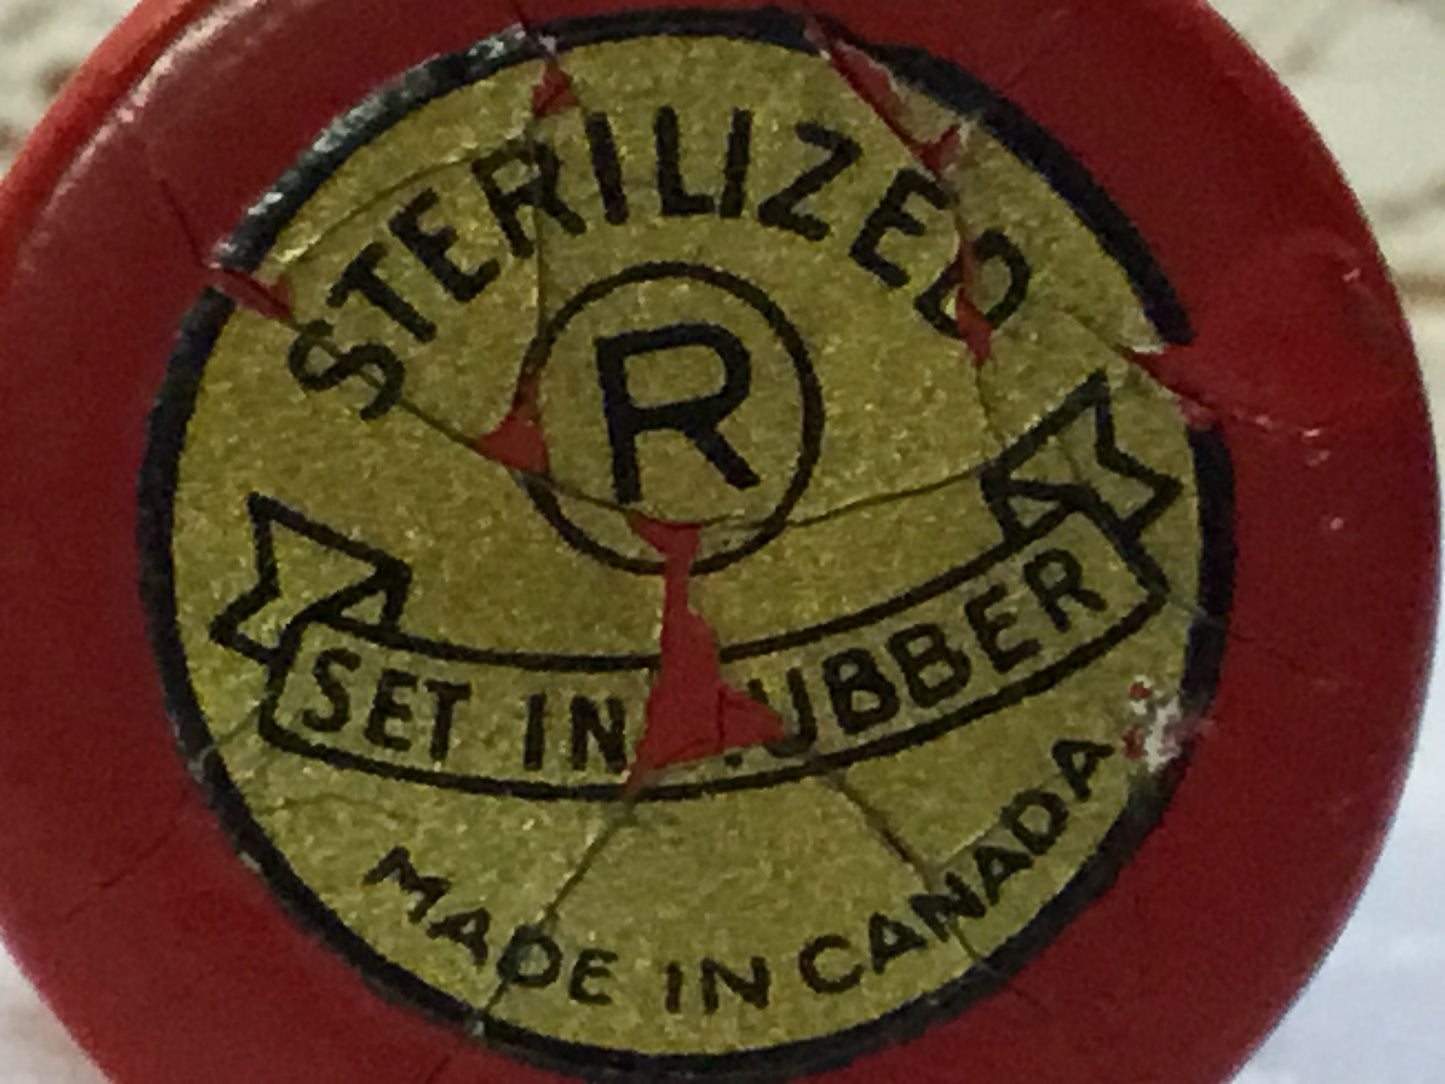 STERILIZED
R
SET IN RUBBER
MADE IN CANADA